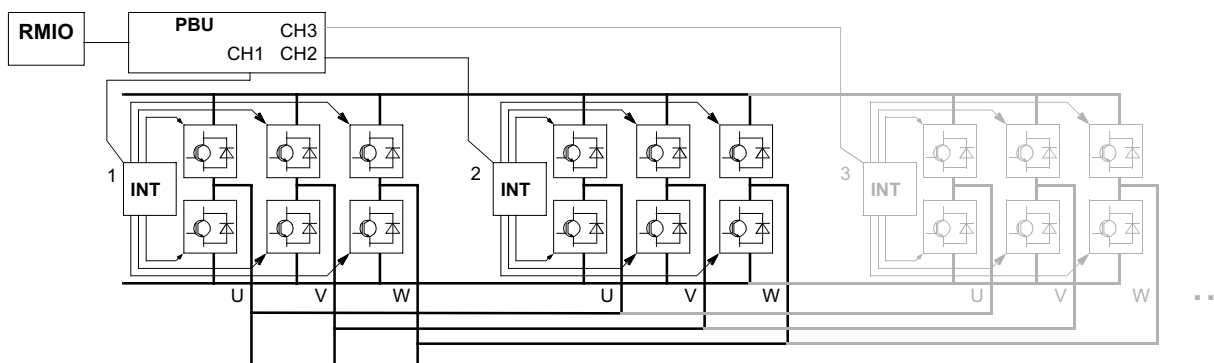 RMIO
PBU
CH3
CH1 CH2
1
INT
2
INT
3
INT
U
V
W
U
V
W
U
V
W